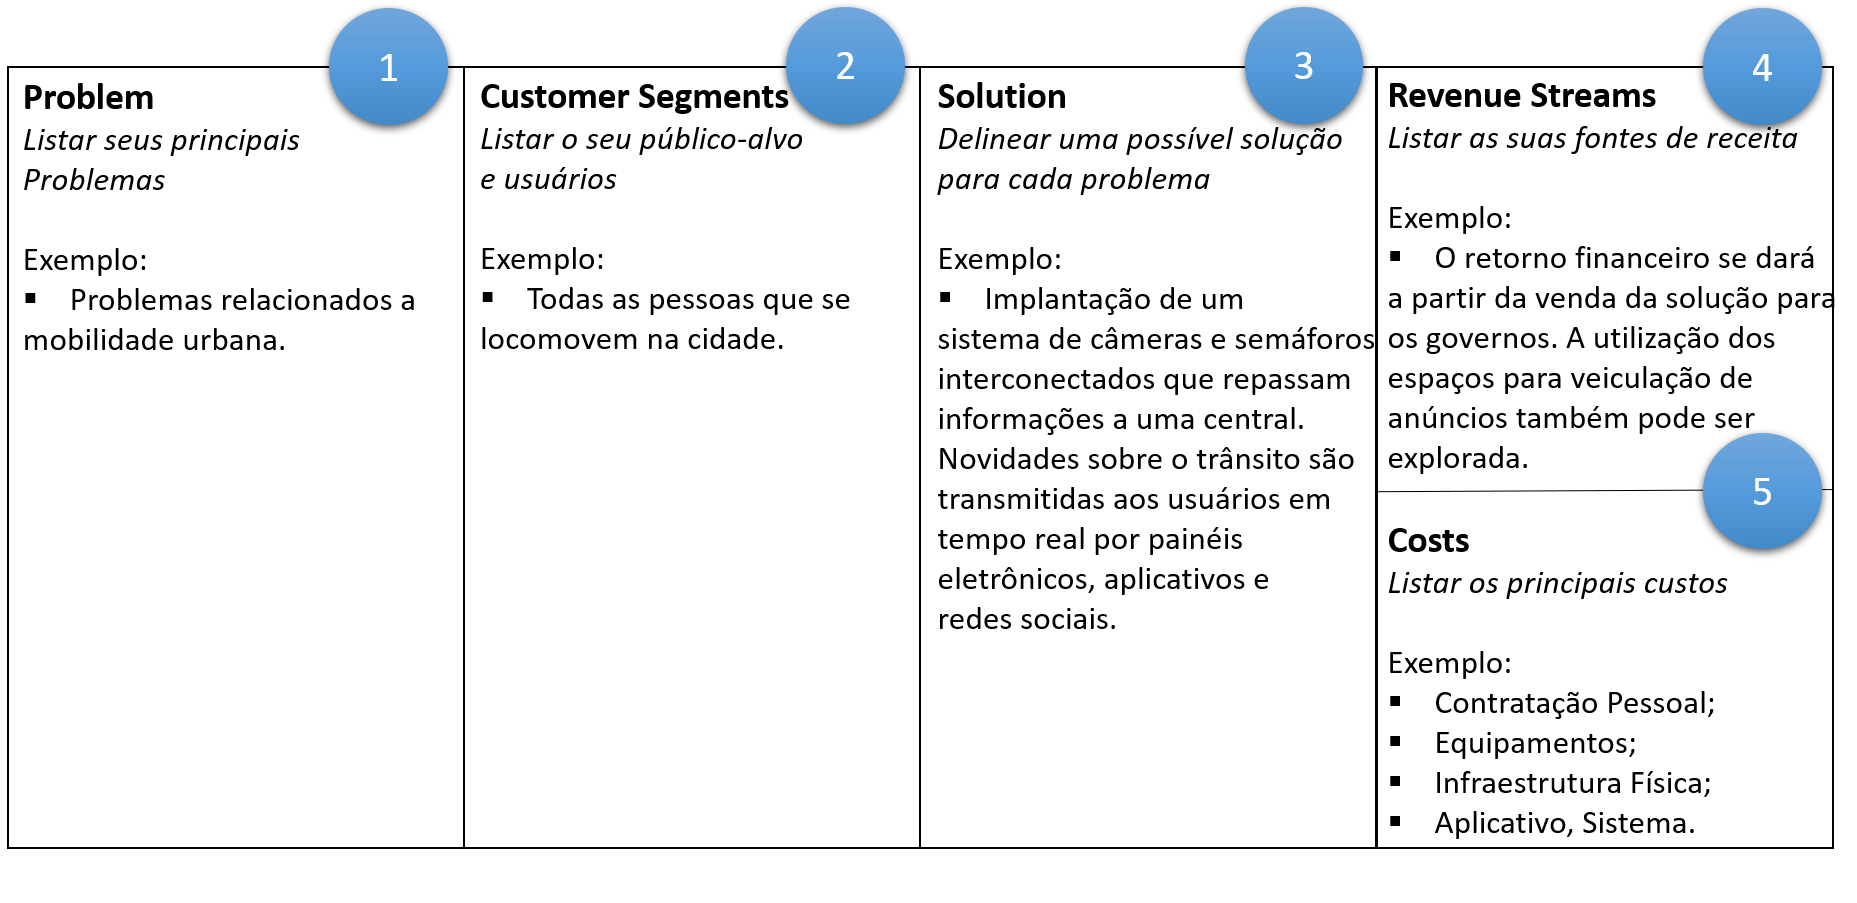 1
Problem
Listar seus principais
Problemas
Exemplo:
▪ Problemas relacionados a
mobilidade urbana.
2
Customer Segments
Listar o seu público-alvo
e usuários
Exemplo:
▪ Todas as pessoas que se
locomovem na cidade.
3
Solution
Delinear uma possível solução
para cada problema
Exemplo:
▪ Implantação de um
sistema de câmeras e semáforos
interconectados que repassam
informações a uma central.
Novidades sobre o trânsito são
transmitidas aos usuários em
tempo real por painéis
eletrônicos, aplicativos e
redes sociais.
4
Revenue Streams
Listar as suas fontes de receita
Exemplo:
▪ O retorno financeiro se dará
a partir da venda da solução para
os governos. A utilização dos
espaços para veiculação de
anúncios também pode ser
explorada.
5
Costs
Listar os principais custos
Exemplo:
▪ Contratação Pessoal;
▪ Equipamentos;
▪ Infraestrutura Física;
▪ Aplicativo, Sistema.